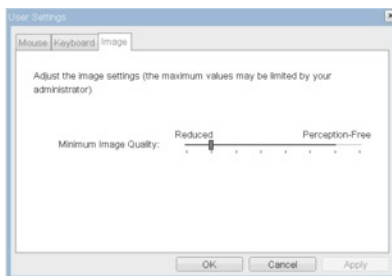 User Settings
Mouse Keyboard Image
Adjust the image settings (the maximum values may be limited by your
administrator)
Reduced Perception-Free
Minimum Image Quality:
OK Cancel Apply